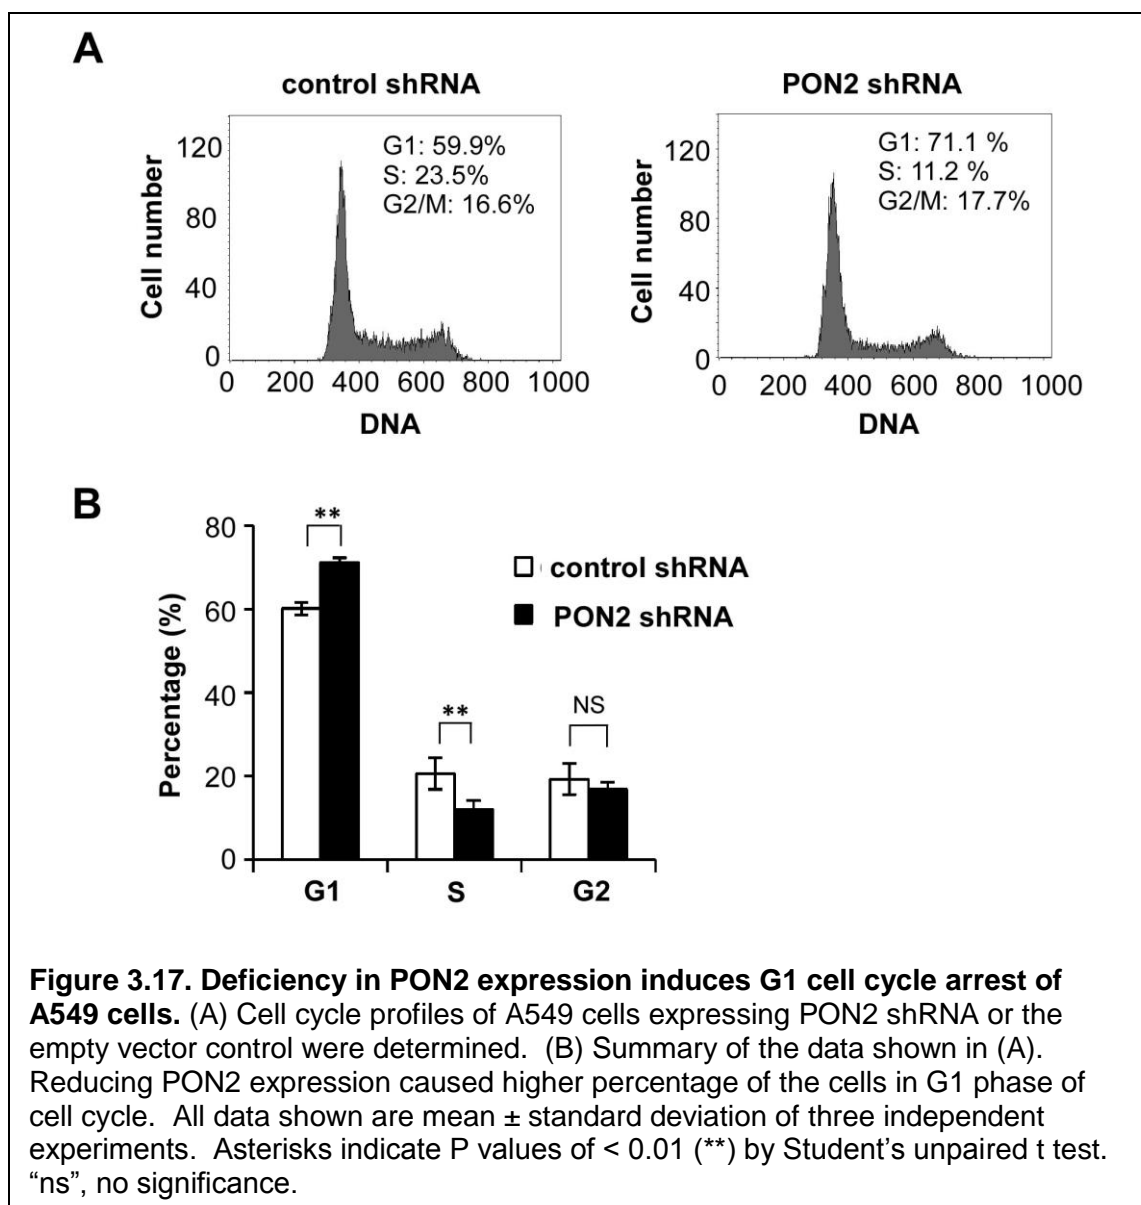 A
control shRNA
G1: 59.9%
S: 23.5%
G2/M: 16.6%
Cell number
120
80
40
0
0 200 400 600 800 1000
DNA
PON2 shRNA
G1: 71.1 %
S: 11.2 %
G2/M: 17.7%
Cell number
120
80
40
0
0 200 400 600 800 1000
DNA
B
Percentage (%)
80
60
40
20
0
**
**
NS
control shRNA
PON2 shRNA
G1 S G2
Figure 3.17. Deficiency in PON2 expression induces G1 cell cycle arrest of
A549 cells. (A) Cell cycle profiles of A549 cells expressing PON2 shRNA or the
empty vector control were determined. (B) Summary of the data shown in (A).
Reducing PON2 expression caused higher percentage of the cells in G1 phase of
cell cycle. All data shown are mean ± standard deviation of three independent
experiments. Asterisks indicate P values of < 0.01 (**) by Student’s unpaired t test.
“ns”, no significance.